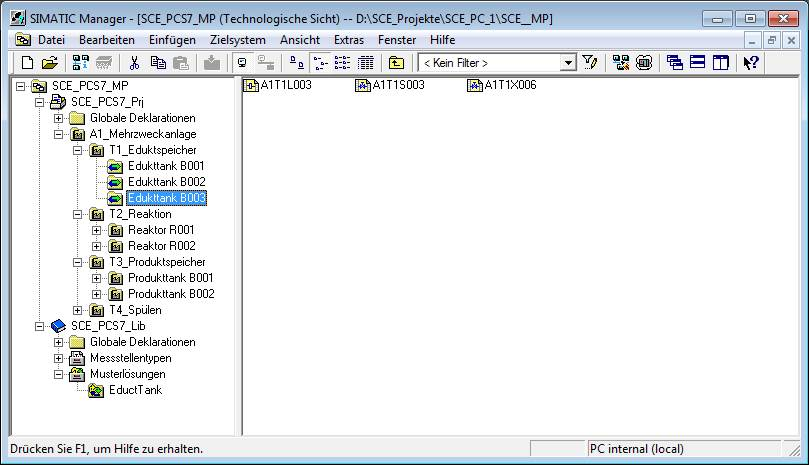 SIMATIC Manager - [SCE_PCS7_MP (Technologische Sicht) -- D:\SCE_Projekte\SCE_PC_1\SCE__MP]
Datei Bearbeiten Einfügen Zielsystem Ansicht Extras Fenster Hilfe
< Kein Filter >
SCE_PCS7_MP
SCE_PCS7_Prj
Globale Deklarationen
A1_Mehrzweckanlage
T1_Eduktspeicher
Edukttank B001
Edukttank B002
Edukttank B003
T2_Reaktion
Reaktor R001
Reaktor R002
T3_Produktspeicher
Produkttank B001
Produkttank B002
T4_Spülen
SCE_PCS7_Lib
Globale Deklarationen
Messstellentypen
Musterlösungen
EductTank
A1T1L003 A1T1S003 A1T1X006
Drücken Sie F1, um Hilfe zu erhalten. PC internal (local)